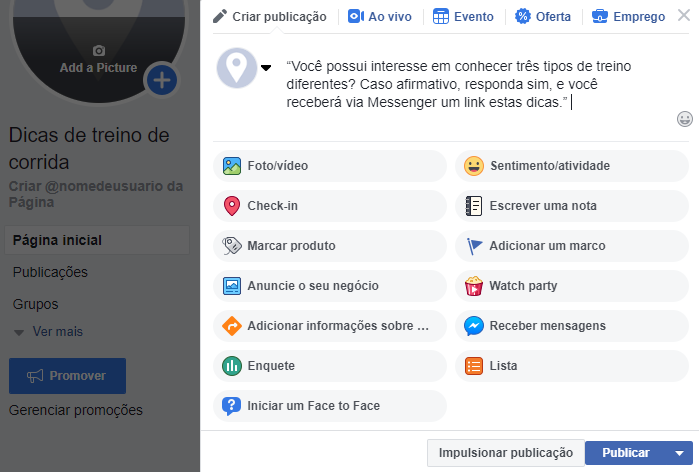 Add a Picture
Dicas de treino de
corrida
Criar @nomedeusuario da
Página
Página inicial
Publicações
Grupos
Ver mais
Promover
Gerenciar promoções
Criar publicação
Ao vivo
Evento
Oferta
Emprego
“Você possui interesse em conhecer três tipos de treino
diferentes? Caso afirmativo, responda sim, e você
receberá via Messenger um link estas dicas.”
Foto/vídeo
Sentimento/atividade
Check-in
Escrever uma nota
Marcar produto
Adicionar um marco
Anuncie o seu negócio
Watch party
Adicionar informações sobre ...
Receber mensagens
Enquete
Lista
Iniciar um Face to Face
Impulsionar publicação
Publicar